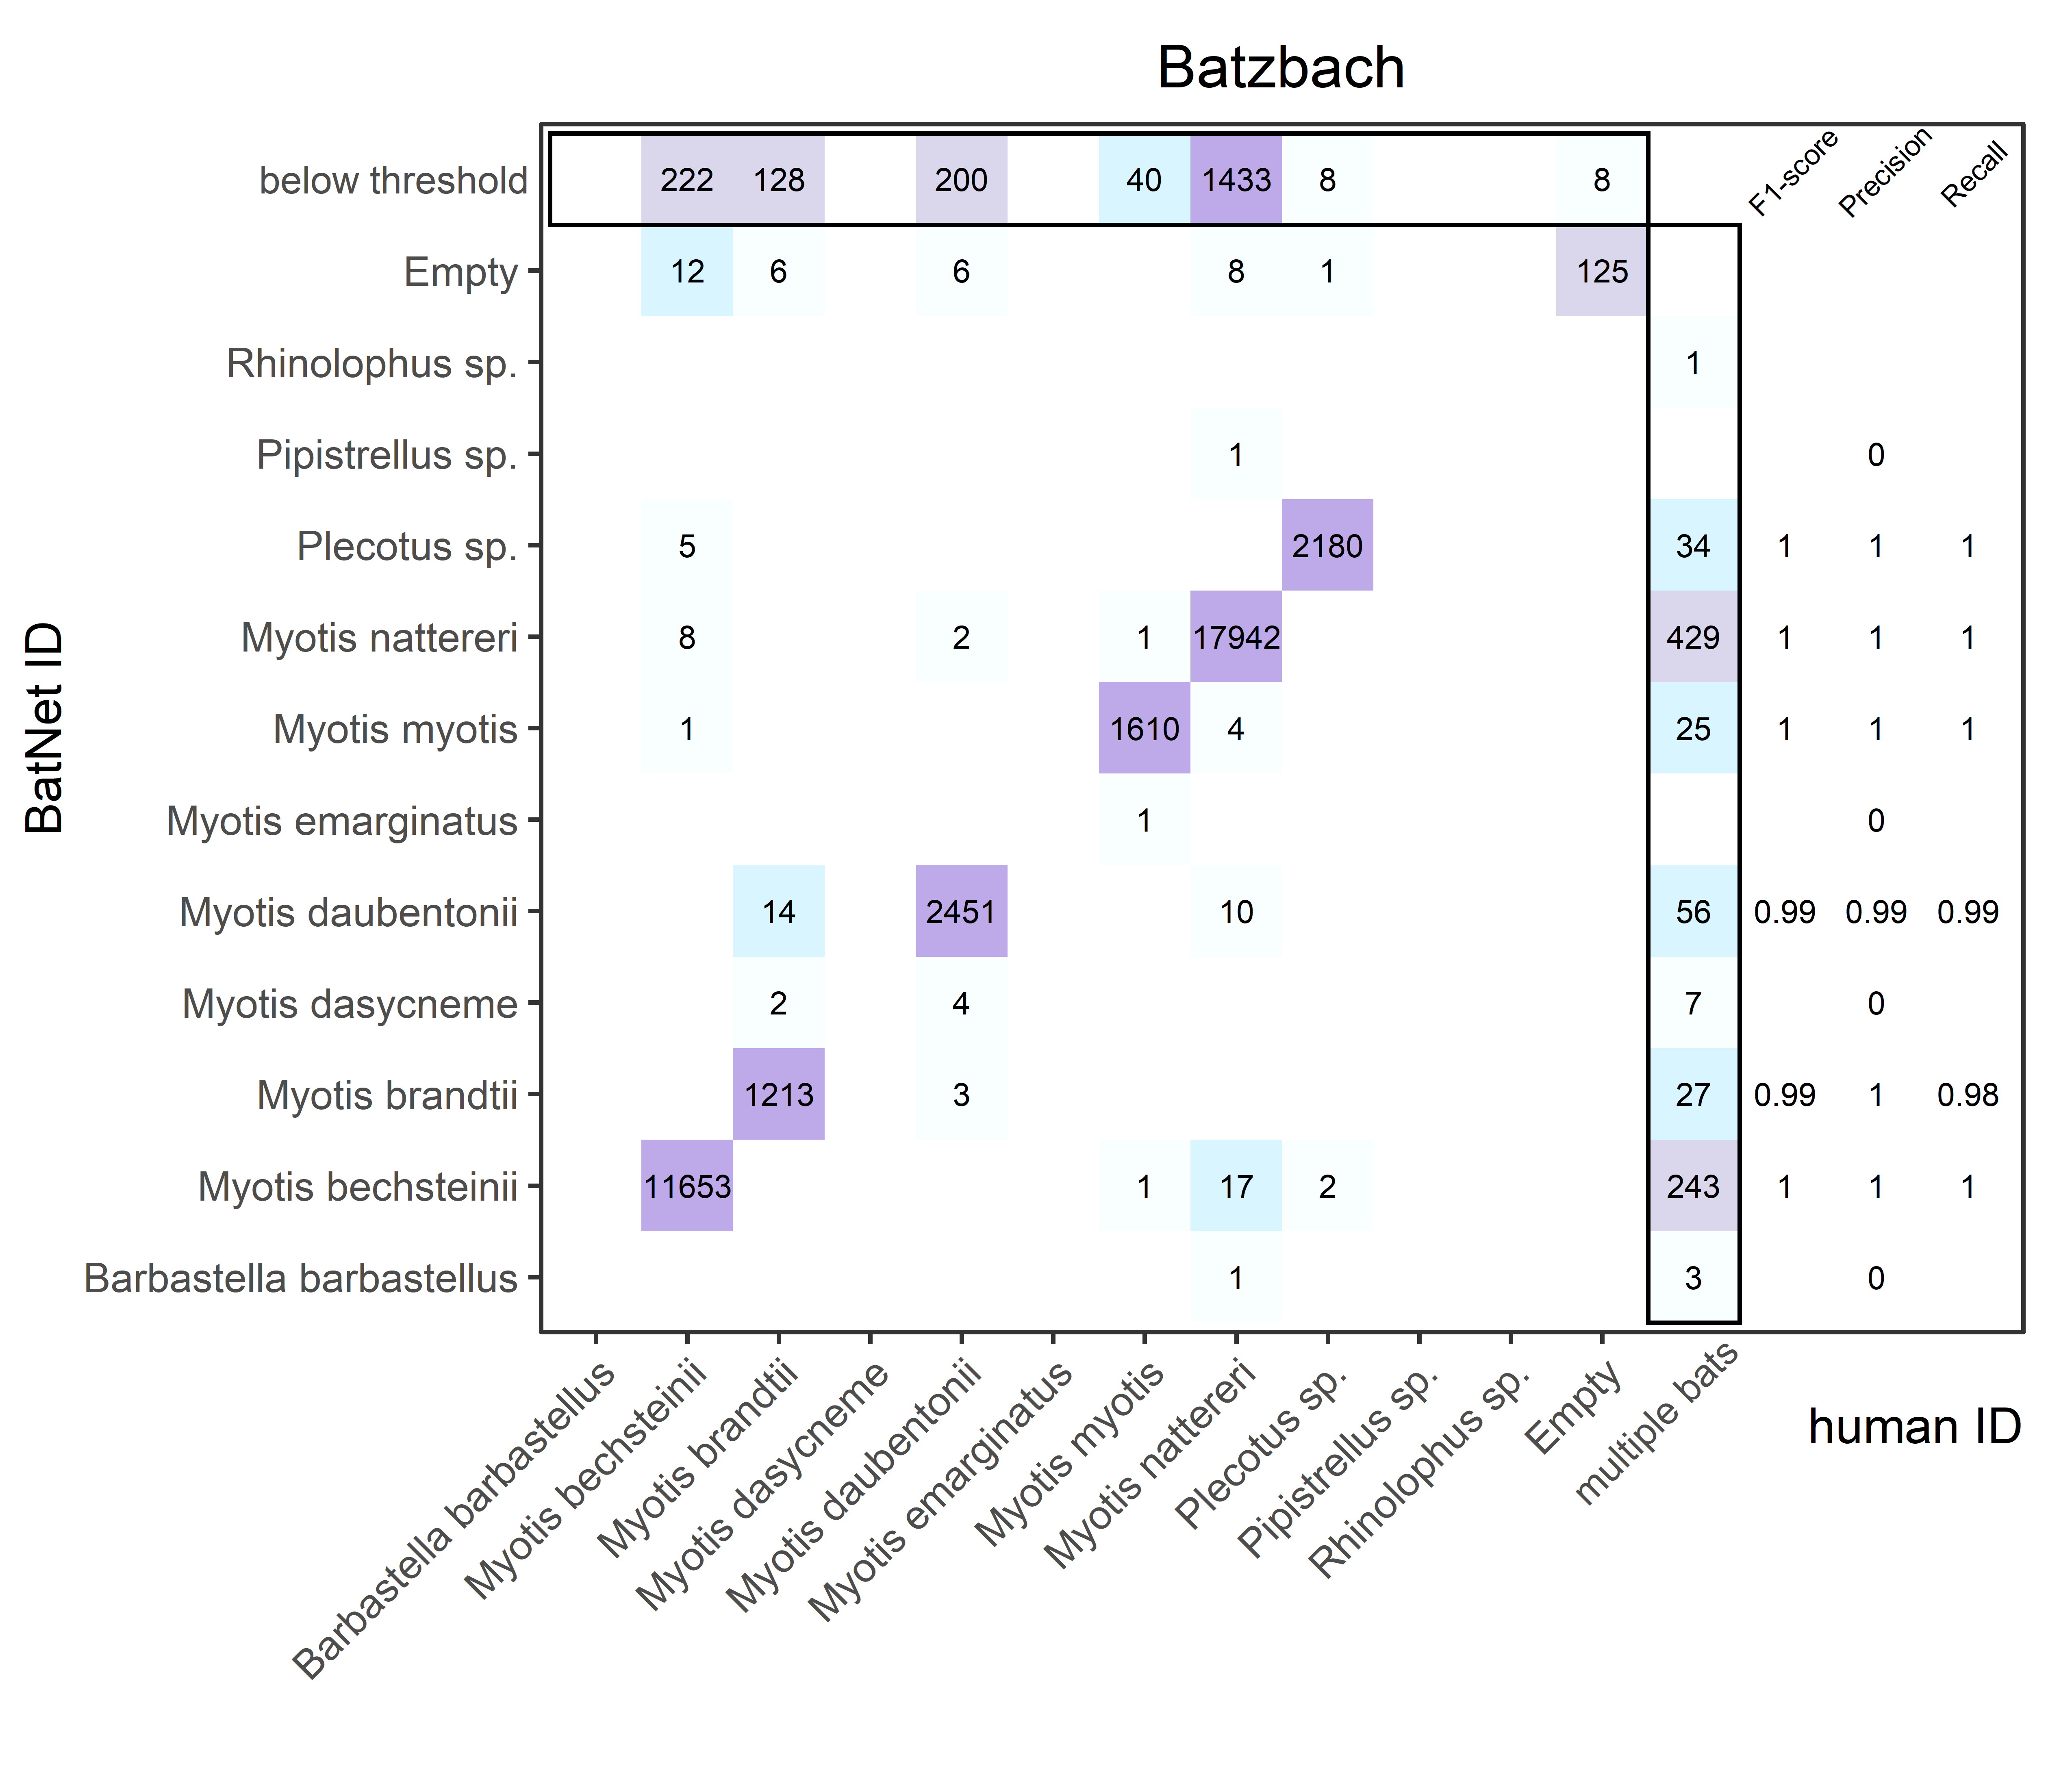 Batzbach
F1-score Precision Recall
below threshold 222 128 200 40 1433 8 8
Empty 12 6 6 8 1 125
Rhinolophus sp. 1
Pipistrellus sp. 1 0
Plecotus sp. 5 2180 34 1 1 1
Myotis nattereri 8 2 1 17942 429 1 1 1
Myotis myotis 1 1610 4 25 1 1 1
Myotis emarginatus 1 0
Myotis daubentonii 14 2451 10 56 0.99 0.99 0.99
Myotis dasycneme 2 4 7 0
Myotis brandtii 1213 3 27 0.99 1 0.98
Myotis bechsteinii 11653 1 17 2 243 1 1 1
Barbastella barbastellus 1 3 0
BatNet ID
Barbastella barbastellus
Myotis bechsteinii
Myotis brandtii
Myotis dasycneme
Myotis daubentonii
Myotis emarginatus
Myotis myotis
Myotis nattereri
Plecotus sp.
Pipistrellus sp.
Rhinolophus sp.
Empty
multiple bats
human ID